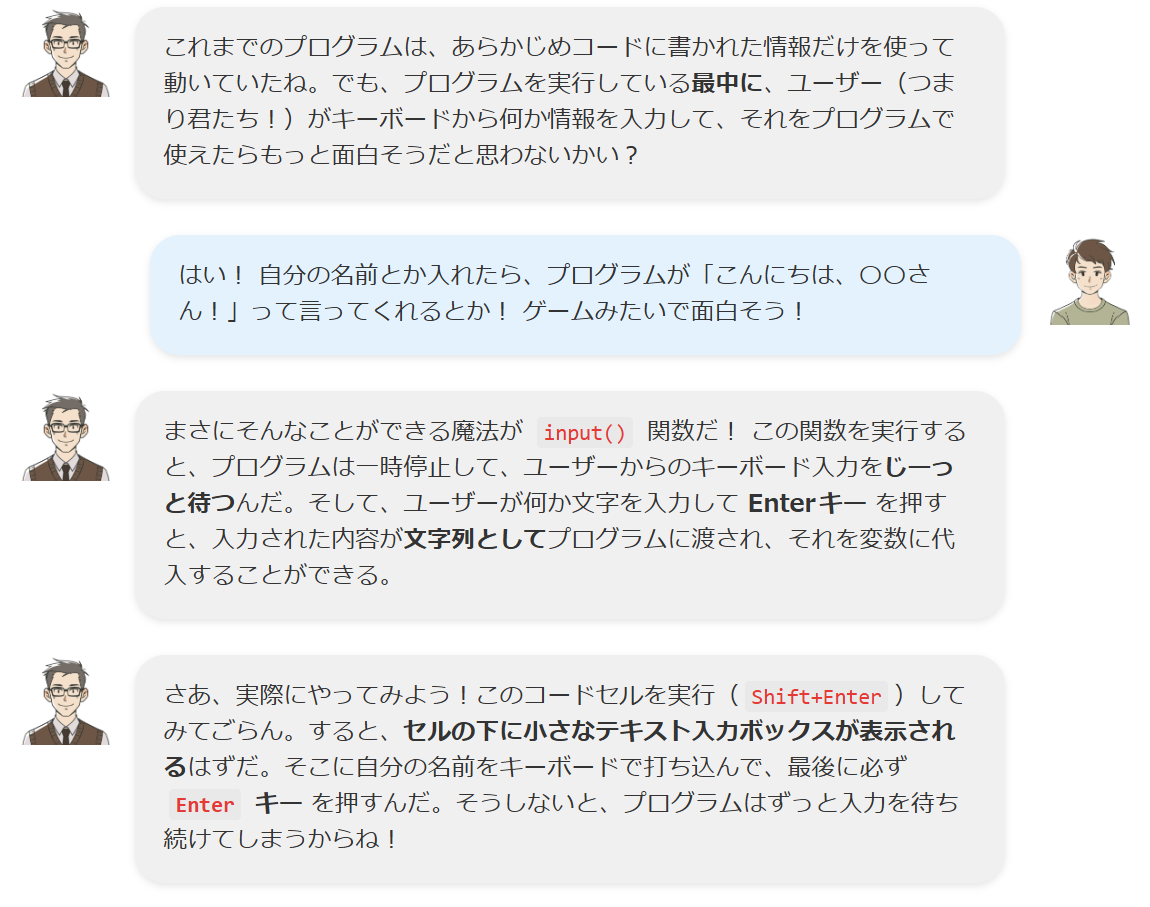 これまでのプログラムは、あらかじめコードに書かれた情報だけを使って
動いていたね。でも、プログラムを実行している最中に、ユーザー（つま
り君たち！）がキーボードから何か情報を入力して、それをプログラムで
使えたらもっと面白そうだと思わないかい？
はい！ 自分の名前とか入れたら、プログラムが「こんにちは、〇〇さ
ん！」って言ってくれるとか！ ゲームみたいで面白そう！
まさにそんなことができる魔法が input() 関数だ！ この関数を実行する
と、プログラムは一時停止して、ユーザーからのキーボード入力をじーっ
と待つんだ。そして、ユーザーが何か文字を入力して Enterキー を押す
と、入力された内容が文字列としてプログラムに渡され、それを変数に代
入することができる。
さあ、実際にやってみよう！このコードセルを実行（ Shift+Enter ）して
みてごらん。すると、セルの下に小さなテキスト入力ボックスが表示され
るはずだ。そこに自分の名前をキーボードで打ち込んで、最後に必ず
Enter キー を押すんだ。そうしないと、プログラムはずっと入力を待ち
続けてしまうからね！